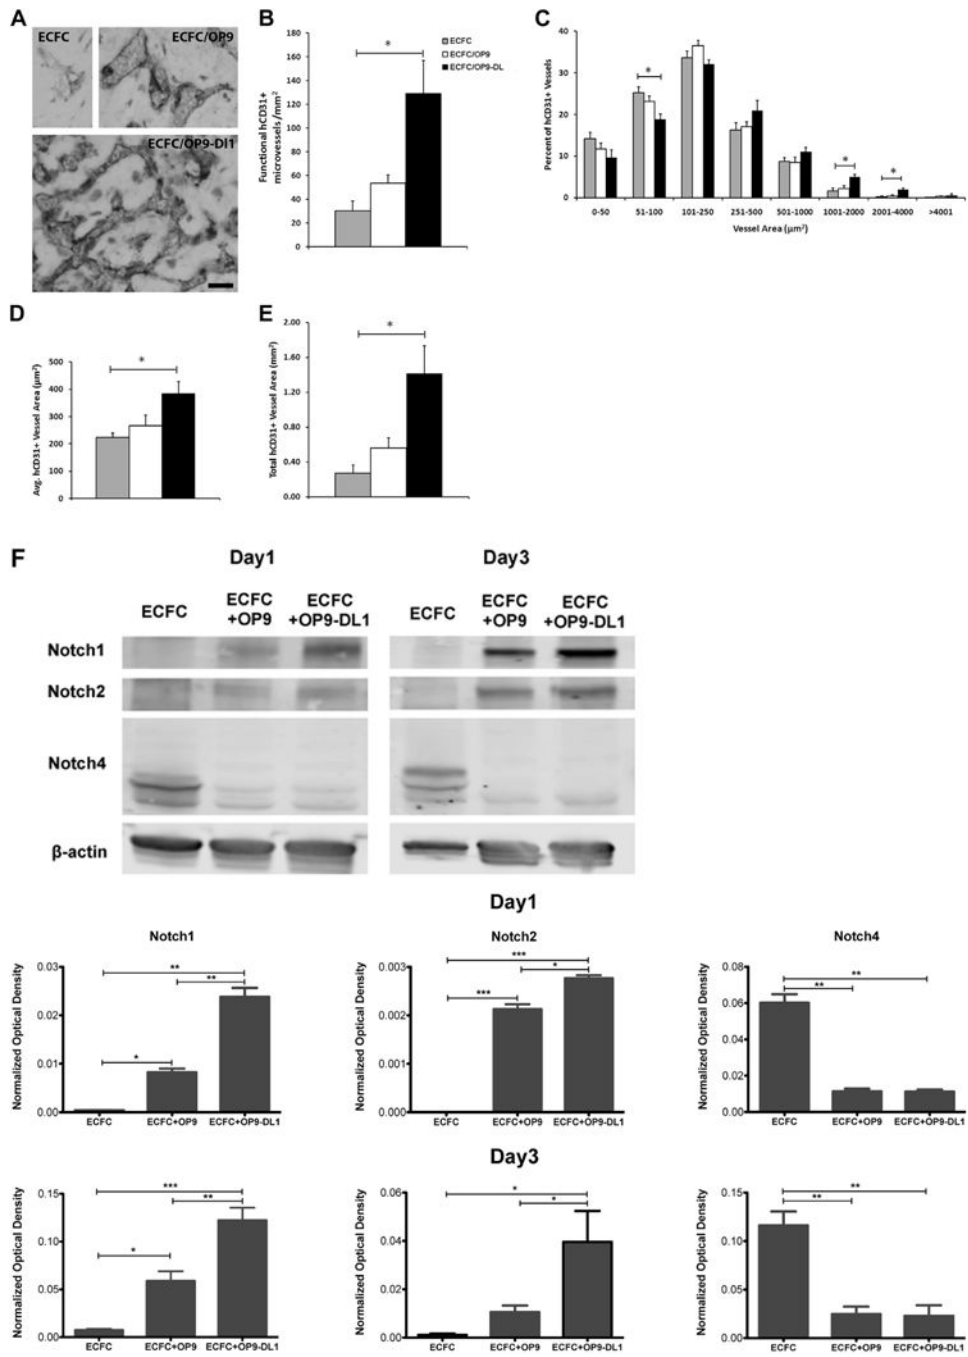 A
ECFC
ECFC/OP9
ECFC/OP9-Dl1
B
Functional hCD31+
microvessels/mm2
180
160
140
120
100
80
60
40
20
0
*
ECFC
ECFC/OP9
ECFC/OP9-DL
C
Percent of hCD31+ Vessels
40
30
20
10
0
*
*
*
0-50
51-100
101-250
251-500
501-1000
1001-2000
2001-4000
>4001
Vessel Area (µm2)
D
Avg. hCD31+ Vessel Area (µm2)
500
400
300
200
100
0
*
E
Total hCD31+ Vessel Area (mm2)
2.00
1.60
1.20
0.80
0.40
0.00
*
F
Day1
Day3
ECFC
ECFC
+OP9
ECFC
+OP9-DL1
ECFC
ECFC
+OP9
ECFC
+OP9-DL1
Notch1
Notch2
Notch4
β-actin
Day1
Notch1
Normalized Optical Density
0.03
0.02
0.01
0.00
**
**
*
ECFC
ECFC+OP9
ECFC+OP9-DL1
Notch2
Normalized Optical Density
0.003
0.002
0.001
0.000
***
*
***
ECFC
ECFC+OP9
ECFC+OP9-DL1
Notch4
Normalized Optical Density
0.08
0.06
0.04
0.02
0.00
**
**
ECFC
ECFC+OP9
ECFC+OP9-DL1
Day3
Normalized Optical Density
0.15
0.10
0.05
0.00
***
**
*
ECFC
ECFC+OP9
ECFC+OP9-DL1
Normalized Optical Density
0.06
0.04
0.02
0.00
*
*
ECFC
ECFC+OP9
ECFC+OP9-DL1
Normalized Optical Density
0.15
0.10
0.05
0.00
**
**
ECFC
ECFC+OP9
ECFC+OP9-DL1